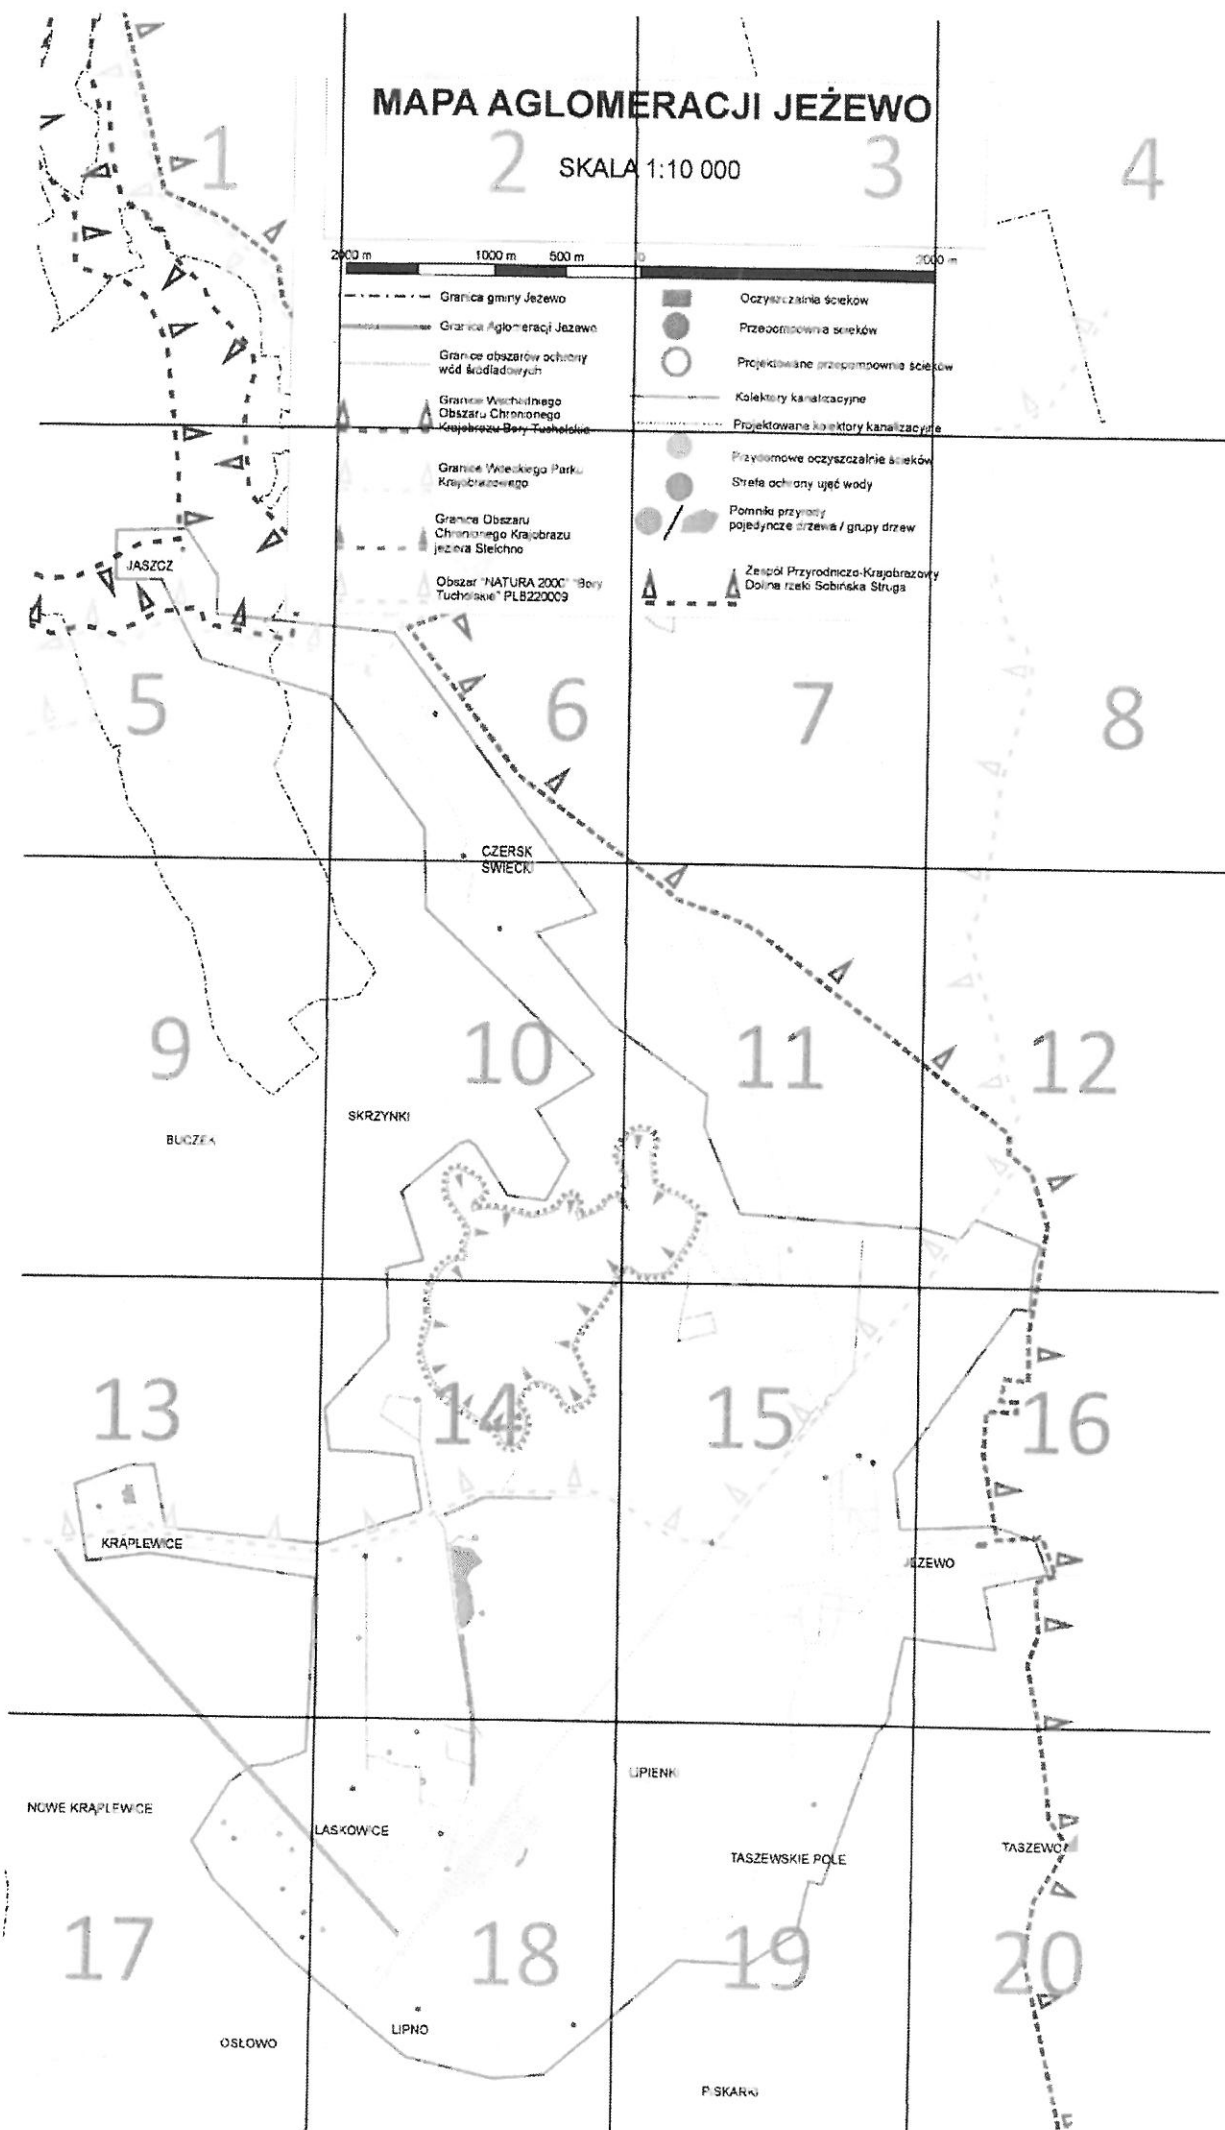 MAPA AGLOMERACJI JEŻEWO
1
2
3
4
SKALA 1:10 000
2000 m
1000 m
500 m
0
2000 m
Granica gminy Jeżewo
Granica Aglomeracji Jeżewo
Granice obszarów ochrony
wód śródlądowych
Granice Wschodniego
Obszaru Chronionego
Krajobrazu Bory Tucholskie
Granice Wdeckiego Parku
Krajobrazowego
Granica Obszaru
Chronionego Krajobrazu
jeziora Stelchno
Obszar "NATURA 2000" "Bory
Tucholskie" PLB220009
Oczyszczalnia ścieków
Przepompownia ścieków
Projektowane przepompownie ścieków
Kolektory kanalizacyjne
Projektowane kolektory kanalizacyjne
Przydomowe oczyszczalnie ścieków
Strefa ochrony ujęć wody
Pomniki przyrody
pojedyncze drzewa / grupy drzew
Zespół Przyrodniczo-Krajobrazowy
Dolina rzeki Sobińska Struga
JASZCZ
5
6
7
8
CZERSK
ŚWIECKI
9
10
11
12
SKRZYNKI
BUCZEK
13
14
15
16
KRĄPLEWICE
JEŻEWO
LIPIENKI
NOWE KRĄPLEWICE
LASKOWICE
TASZEWSKIE POLE
TASZEWO
17
18
19
20
LIPNO
OSŁOWO
PISKARKI